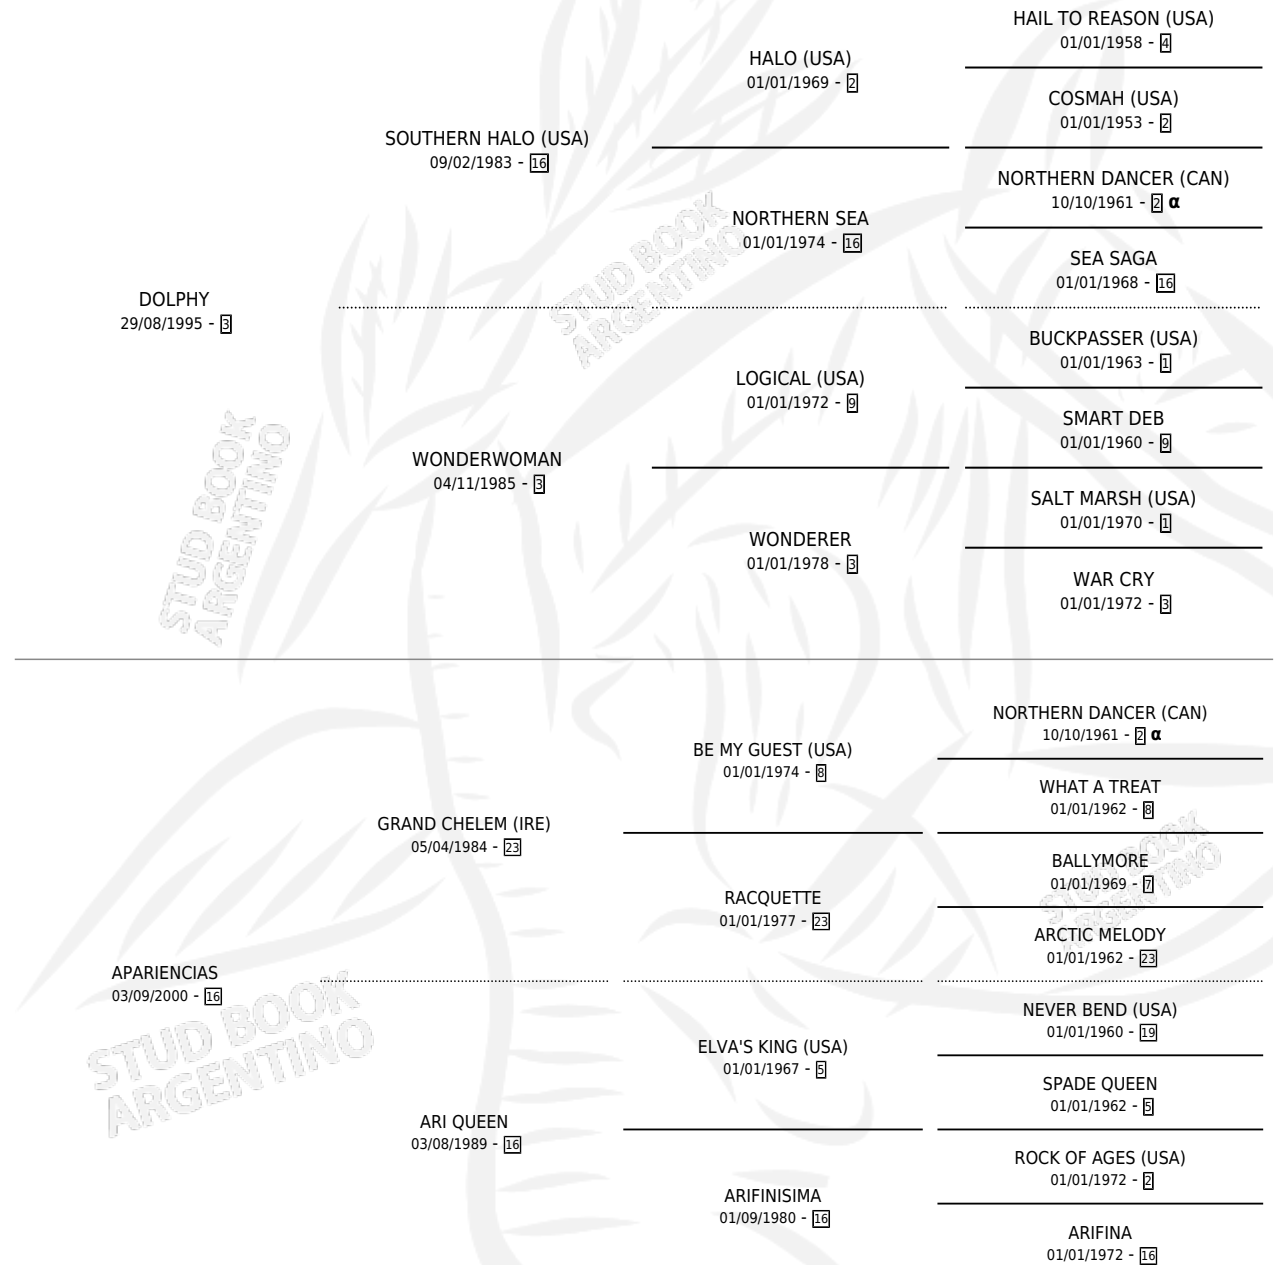 HAIL TO REASON (USA)
01/01/1958 - 4
HALO (USA)
01/01/1969 - 2
COSMAH (USA)
01/01/1953 - 2
SOUTHERN HALO (USA)
09/02/1983 - 16
NORTHERN DANCER (CAN)
10/10/1961 - 2 α
NORTHERN SEA
01/01/1974 - 16
SEA SAGA
01/01/1968 - 16
DOLPHY
29/08/1995 - 3
BUCKPASSER (USA)
01/01/1963 - 1
LOGICAL (USA)
01/01/1972 - 9
SMART DEB
01/01/1960 - 9
WONDERWOMAN
04/11/1985 - 3
SALT MARSH (USA)
01/01/1970 - 1
WONDERER
01/01/1978 - 3
WAR CRY
01/01/1972 - 3
NORTHERN DANCER (CAN)
10/10/1961 - 2 α
BE MY GUEST (USA)
01/01/1974 - 8
WHAT A TREAT
01/01/1962 - 8
GRAND CHELEM (IRE)
05/04/1984 - 23
BALLYMORE
01/01/1969 - 7
RACQUETTE
01/01/1977 - 23
ARCTIC MELODY
01/01/1962 - 23
APARIENCIAS
03/09/2000 - 16
NEVER BEND (USA)
01/01/1960 - 19
ELVA'S KING (USA)
01/01/1967 - 5
SPADE QUEEN
01/01/1962 - 5
ARI QUEEN
03/08/1989 - 16
ROCK OF AGES (USA)
01/01/1972 - 2
ARIFINISIMA
01/09/1980 - 16
ARIFINA
01/01/1972 - 16
STUD BOOK
ARGENTINO
STUD BOOK
ARGENTINO
STUD BOOK
ARGENTINO
STUD BOOK
ARGENTINO